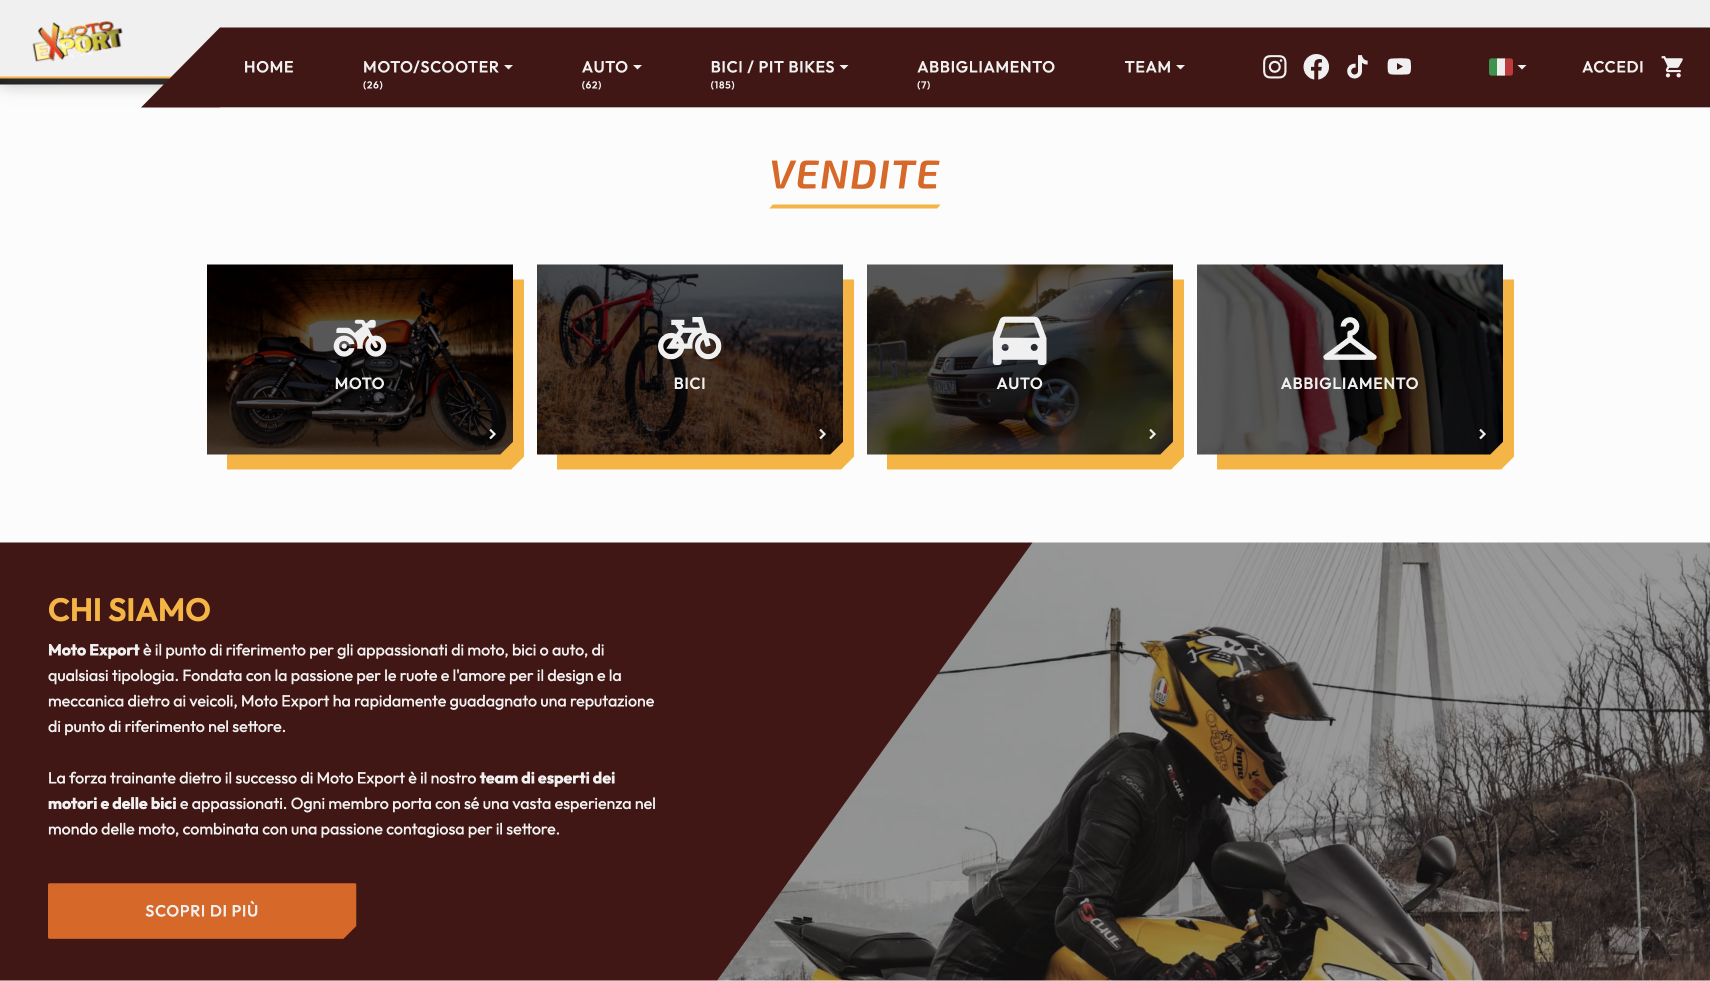 MOTO
EXPORT
HOME
MOTO/SCOOTER
(26)
AUTO
(62)
BICI / PIT BIKES
(185)
ABBIGLIAMENTO
(7)
TEAM
ACCEDI
VENDITE
MOTO
BICI
AUTO
ABBIGLIAMENTO
CHI SIAMO
Moto Export è il punto di riferimento per gli appassionati di moto, bici o auto, di
qualsiasi tipologia. Fondata con la passione per le ruote e l'amore per il design e la
meccanica dietro ai veicoli, Moto Export ha rapidamente guadagnato una reputazione
di punto di riferimento nel settore.
La forza trainante dietro il successo di Moto Export è il nostro team di esperti dei
motori e delle bici e appassionati. Ogni membro porta con sé una vasta esperienza nel
mondo delle moto, combinata con una passione contagiosa per il settore.
SCOPRI DI PIÙ